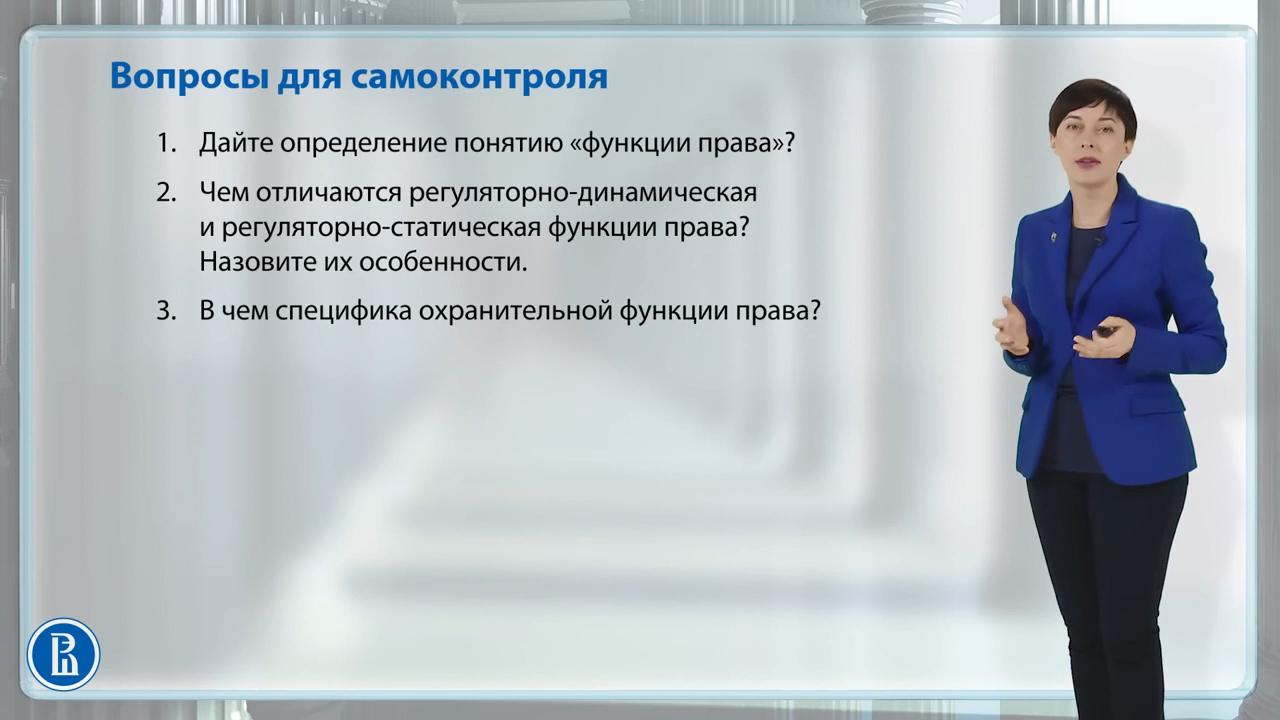 Вопросы для самоконтроля
1. Дайте определение понятию «функции права»?
2. Чем отличаются регуляторно-динамическая
и регуляторно-статическая функции права?
Назовите их особенности.
3. В чем специфика охранительной функции права?